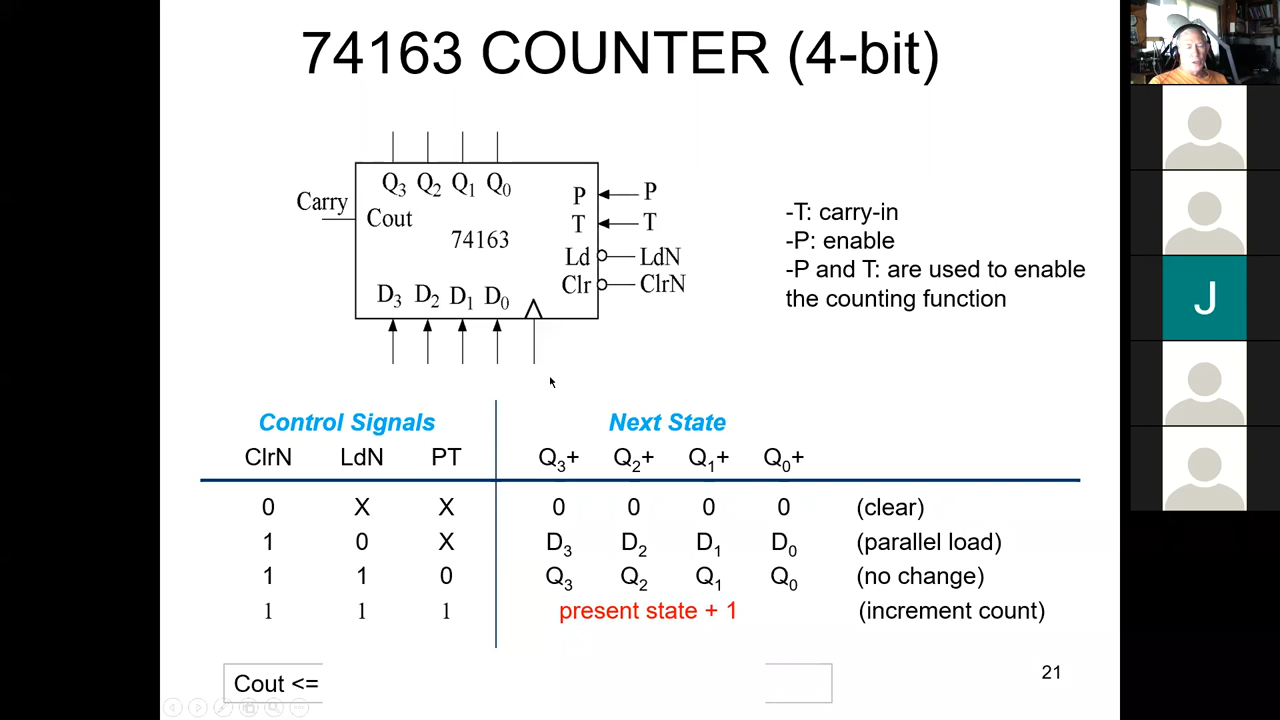 74163 COUNTER (4-bit)
Q3 Q2 Q1 Q0
Carry
Cout
74163
P P
T T
Ld LdN
Clr ClrN
D3 D2 D1 D0
-T: carry-in
-P: enable
-P and T: are used to enable
the counting function
J
Control Signals Next State
ClrN LdN PT Q3+ Q2+ Q1+ Q0+
0 X X 0 0 0 0 (clear)
1 0 X D3 D2 D1 D0 (parallel load)
1 1 0 Q3 Q2 Q1 Q0 (no change)
1 1 1 present state + 1 (increment count)
Cout <=
21